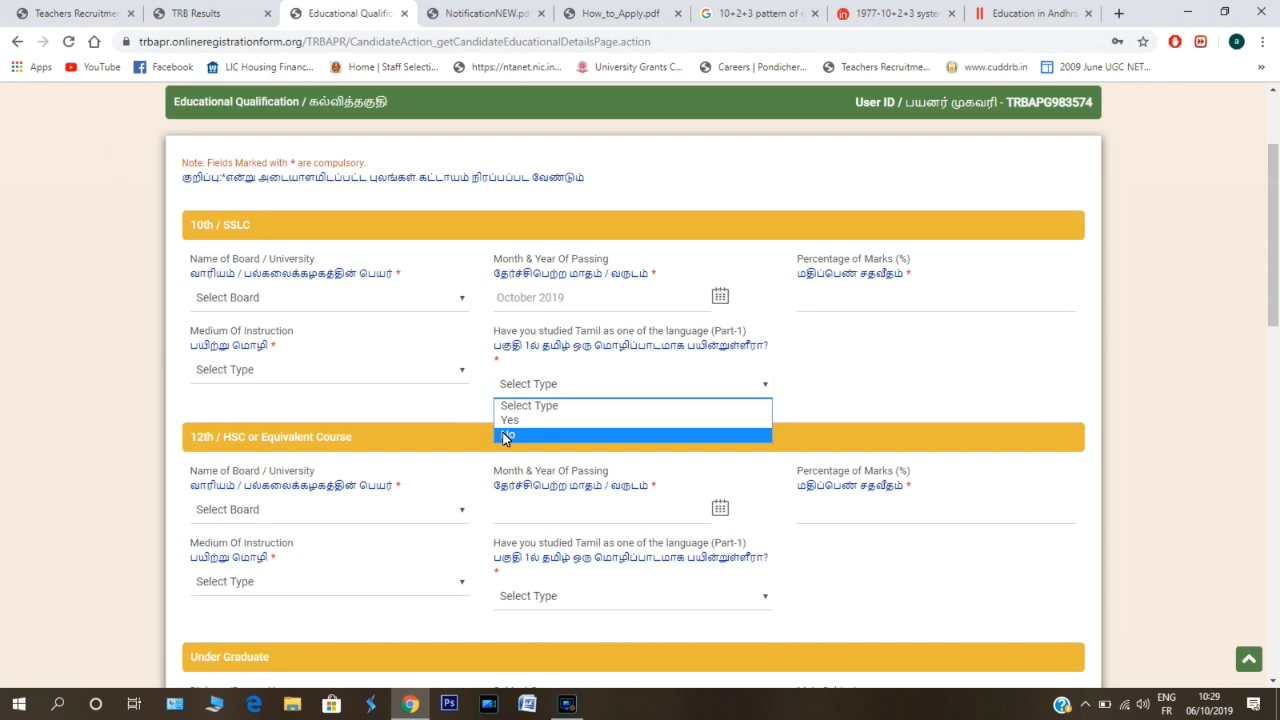 Teachers Recruitmen
TRB Results
Educational Qualific
NotificationNEW.pd
How_to_Apply.pdf
10+2+3 pattern of e
1977-10+2+3 syste
Education in Andhra
trbapr.onlineregistrationform.org/TRBAPR/CandidateAction_getCandidateEducationalDetailsPage.action
Apps YouTube Facebook LIC Housing Financ... Home | Staff Selecti... https://ntanet.nic.in... University Grants C... Careers | Pondicher... Teachers Recruitme... www.cuddrb.in 2009 June UGC NET... »
Educational Qualification / கல்வித்தகுதி
User ID / பயனர் முகவரி - TRBAPG983574
Note: Fields Marked with * are compulsory.
குறிப்பு:*என்று அடையாளமிடப்பட்ட புலங்கள் கட்டாயம் நிரப்பப்பட வேண்டும்
10th / SSLC
Name of Board / University
வாரியம் / பல்கலைக்கழகத்தின் பெயர் *
Select Board
Month & Year Of Passing
தேர்ச்சிபெற்ற மாதம் / வருடம் *
October 2019
Percentage of Marks (%)
மதிப்பெண் சதவீதம் *
Medium Of Instruction
பயிற்று மொழி *
Select Type
Have you studied Tamil as one of the language (Part-1)
பகுதி 1ல் தமிழ் ஒரு மொழிப்பாடமாக பயின்றுள்ளீரா?
*
Select Type
Select Type
Yes
No
12th / HSC or Equivalent Course
Name of Board / University
வாரியம் / பல்கலைக்கழகத்தின் பெயர் *
Select Board
Month & Year Of Passing
தேர்ச்சிபெற்ற மாதம் / வருடம் *
Percentage of Marks (%)
மதிப்பெண் சதவீதம் *
Medium Of Instruction
பயிற்று மொழி *
Select Type
Have you studied Tamil as one of the language (Part-1)
பகுதி 1ல் தமிழ் ஒரு மொழிப்பாடமாக பயின்றுள்ளீரா?
*
Select Type
Under Graduate
ENG
FR
10:29
06/10/2019